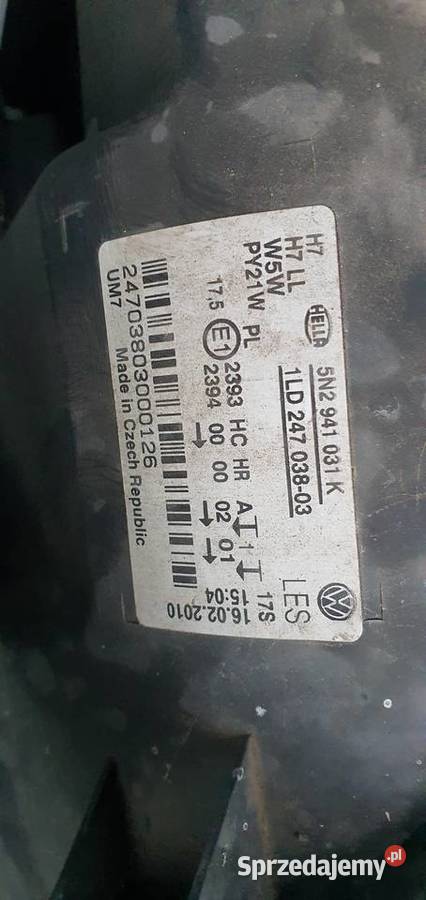 H7
H7 LL
W5W
PY21W PL
HELLA
5N2 941 031 K
1LD 247 038-03
LES
17,5 E1 2393 HC HR A 1 17S
2394 00 00 02 01 15:04
16.02.2010
24703803000126
UM7 Made in Czech Republic
Sprzedajemy.pl